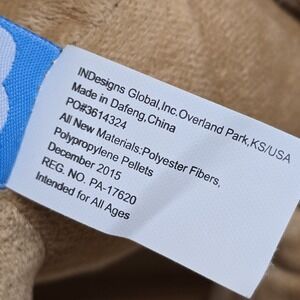 INDesigns Global,Inc.Overland Park,KS/USA
Made in Dafeng,China
PO#3614324
All New Materials:Polyester Fibers,
Polypropylene Pellets
December 2015
REG. NO. PA-17620
Intended for All Ages